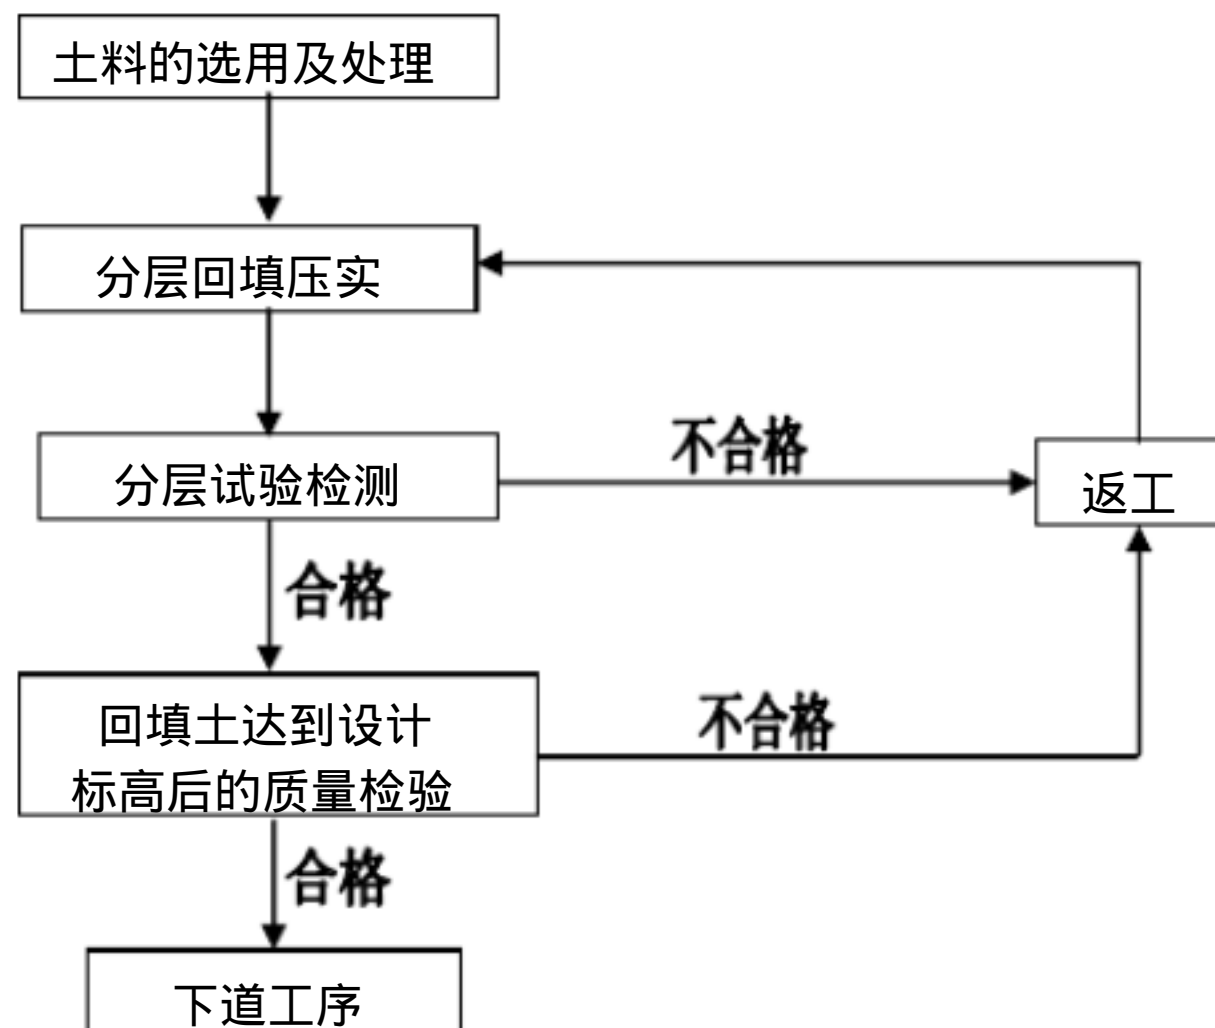 土料的选用及处理
分层回填压实
不合格
分层试验检测
返工
合格
回填土达到设计
不合格
标高后的质量检验
合格
下道工序